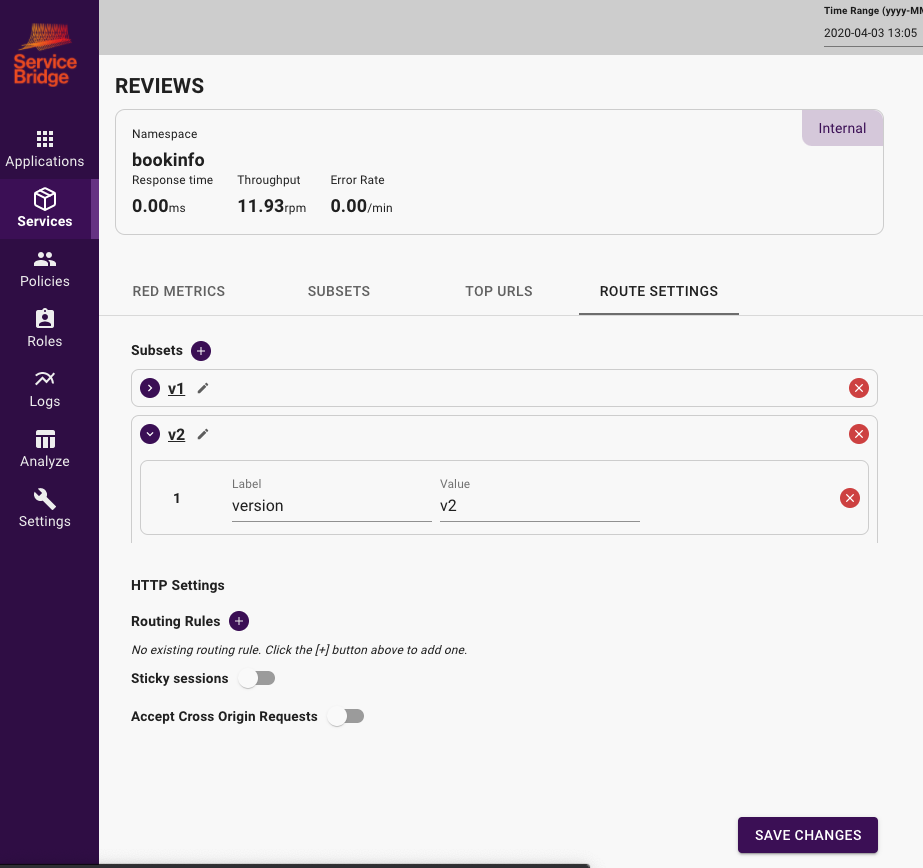 Time Range (yyyy-MM
2020-04-03 13:05
Service
Bridge
Applications
Services
Policies
Roles
Logs
Analyze
Settings
REVIEWS
Internal
Namespace
bookinfo
Response time Throughput Error Rate
0.00ms 11.93rpm 0.00/min
RED METRICS SUBSETS TOP URLS ROUTE SETTINGS
Subsets
v1
v2
Label Value
1 version v2
HTTP Settings
Routing Rules
No existing routing rule. Click the [+] button above to add one.
Sticky sessions
Accept Cross Origin Requests
SAVE CHANGES